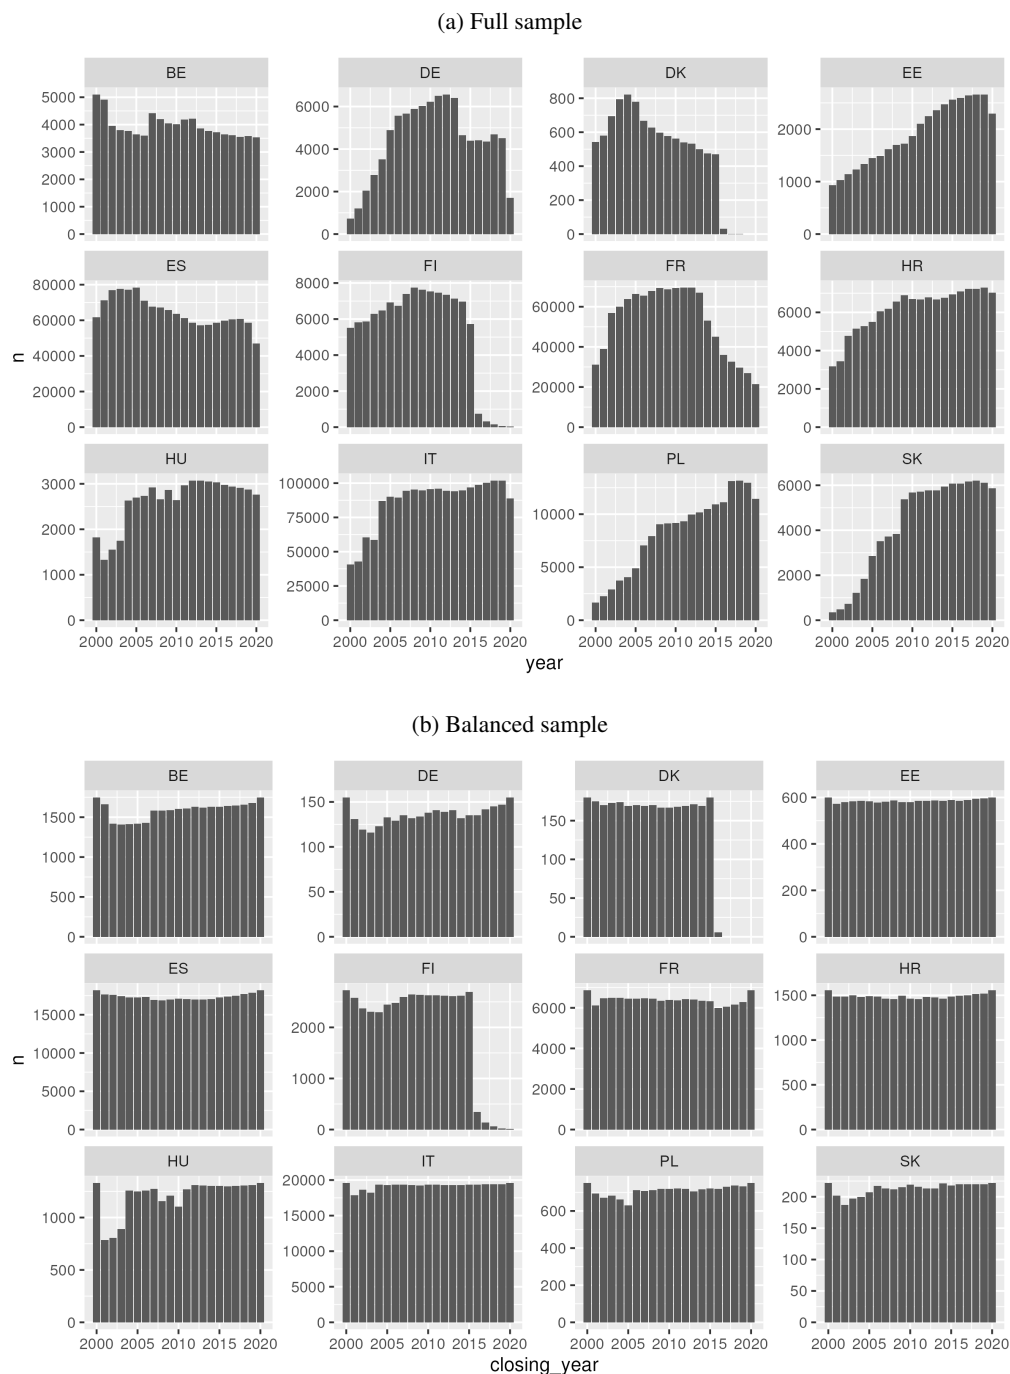 (a) Full sample
BE DE DK EE
5000 4000 3000 2000 1000 0
6000 4000 2000 0
800 600 400 200 0
2000 1000 0
ES FI FR HR
80000 60000 40000 20000 0
8000 6000 4000 2000 0
60000 40000 20000 0
6000 4000 2000 0
n
HU IT PL SK
3000 2000 1000 0
100000 75000 50000 25000 0
10000 5000 0
6000 4000 2000 0
2000 2005 2010 2015 2020 2000 2005 2010 2015 2020 2000 2005 2010 2015 2020 2000 2005 2010 2015 2020
year
(b) Balanced sample
BE DE DK EE
1500 1000 500 0
150 100 50 0
150 100 50 0
600 400 200 0
ES FI FR HR
15000 10000 5000 0
2000 1000 0
6000 4000 2000 0
1500 1000 500 0
n
HU IT PL SK
1000 500 0
20000 15000 10000 5000 0
600 400 200 0
200 150 100 50 0
2000 2005 2010 2015 2020 2000 2005 2010 2015 2020 2000 2005 2010 2015 2020 2000 2005 2010 2015 2020
closing_year